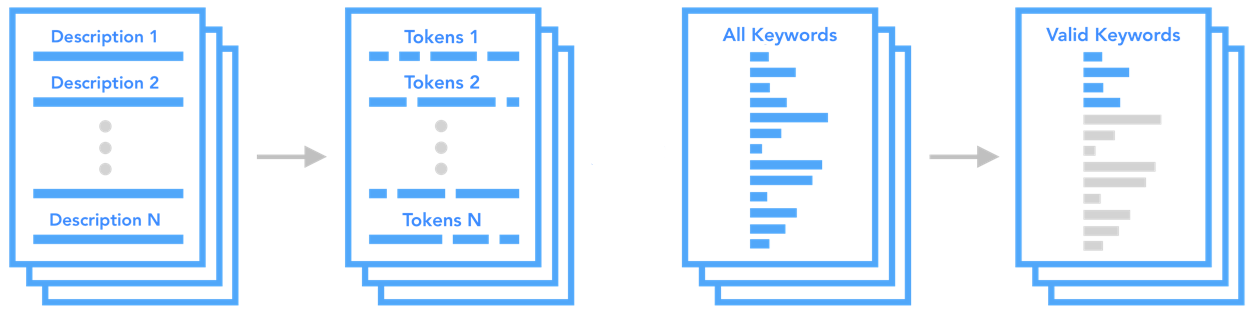 Description 1
Description 2
Description N
Tokens 1
Tokens 2
Tokens N
All Keywords
Valid Keywords